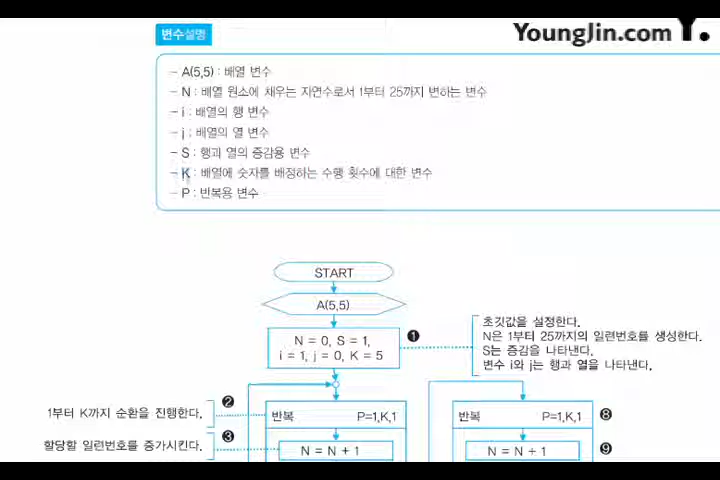 YoungJin.com Y.
변수설명
– A(5,5) : 배열 변수
– N : 배열 원소에 채우는 자연수로서 1부터 25까지 변하는 변수
– i : 배열의 행 변수
– j : 배열의 열 변수
– S : 행과 열의 증감용 변수
– K : 배열에 숫자를 배정하는 수행 횟수에 대한 변수
– P : 반복용 변수
START
A(5,5)
N = 0, S = 1,
i = 1, j = 0, K = 5
❶
초깃값을 설정한다.
N은 1부터 25까지의 일련번호를 생성한다.
S는 증감을 나타낸다.
변수 i와 j는 행과 열을 나타낸다.
1부터 K까지 순환을 진행한다.
❷
반복 P=1,K,1
반복 P=1,K,1
❽
할당할 일련번호를 증가시킨다.
❸
N = N + 1
N = N + 1
❾